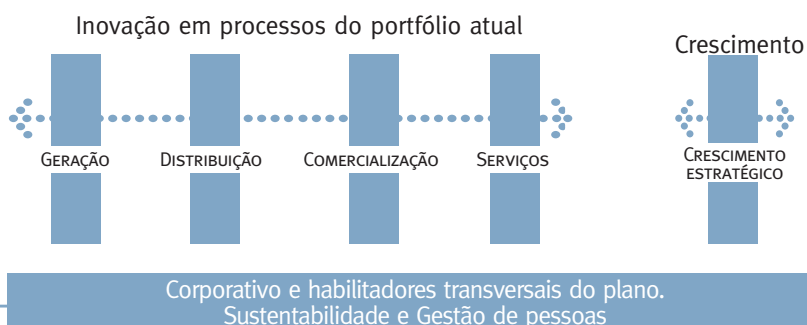 Inovação em processos do portfólio atual
Crescimento
GERAÇÃO
DISTRIBUIÇÃO
COMERCIALIZAÇÃO
SERVIÇOS
CRESCIMENTO
ESTRATÉGICO
Corporativo e habilitadores transversais do plano.
Sustentabilidade e Gestão de pessoas